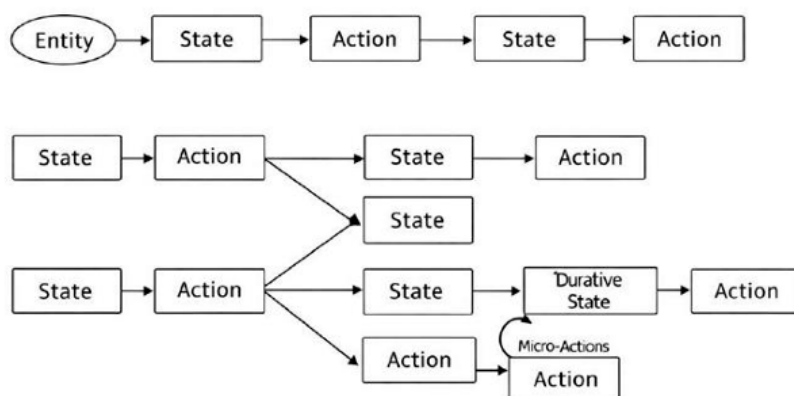 Entity State Action State Action
State Action State Action
State
State Action State Durative Action
State
Micro-Actions
Action Action